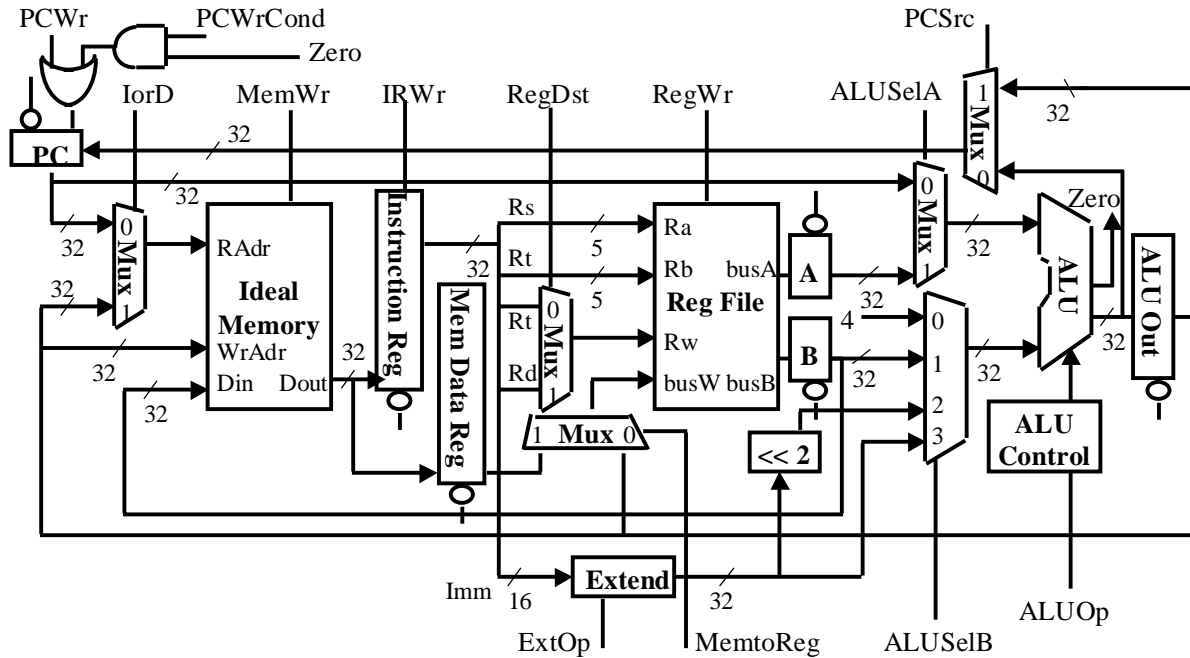 PCWr
PCWrCond
Zero
PCSrc
IorD
MemWr
IRWr
RegDst
RegWr
ALUSelA
1 Mux 0
32
PC
32
32
32
0 Mux 1
32
32
32
32
RAdr
Ideal
Memory
WrAdr
Din
Dout
32
Instruction Reg
Mem Data Reg
32
Rs
5
Rt
5
Rt
Rd
0 Mux 1
Ra
Rb
busA
Reg File
Rw
busW
busB
A
B
32
32
4
0 Mux 1
32
0
1
2
3
32
ALU
Zero
32
ALU Out
1 Mux 0
<< 2
ALU
Control
Imm
16
Extend
32
ExtOp
MemtoReg
ALUSelB
ALUOp